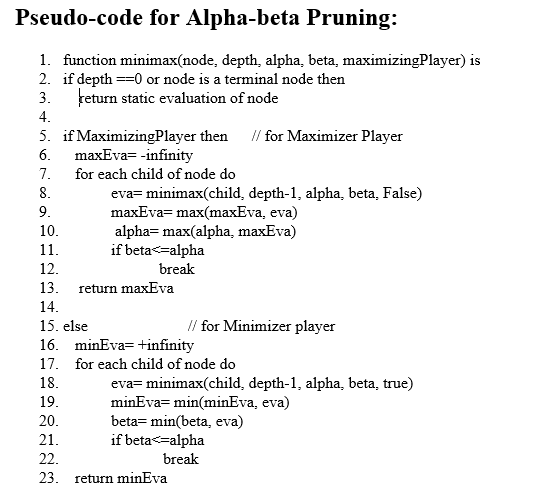 Pseudo-code for Alpha-beta Pruning:
1. function minimax(node, depth, alpha, beta, maximizingPlayer) is
2. if depth ==0 or node is a terminal node then
3. return static evaluation of node
4.
5. if MaximizingPlayer then // for Maximizer Player
6. maxEva= -infinity
7. for each child of node do
8. eva= minimax(child, depth-1, alpha, beta, False)
9. maxEva= max(maxEva, eva)
10. alpha= max(alpha, maxEva)
11. if beta<=alpha
12. break
13. return maxEva
14.
15. else // for Minimizer player
16. minEva= +infinity
17. for each child of node do
18. eva= minimax(child, depth-1, alpha, beta, true)
19. minEva= min(minEva, eva)
20. beta= min(beta, eva)
21. if beta<=alpha
22. break
23. return minEva